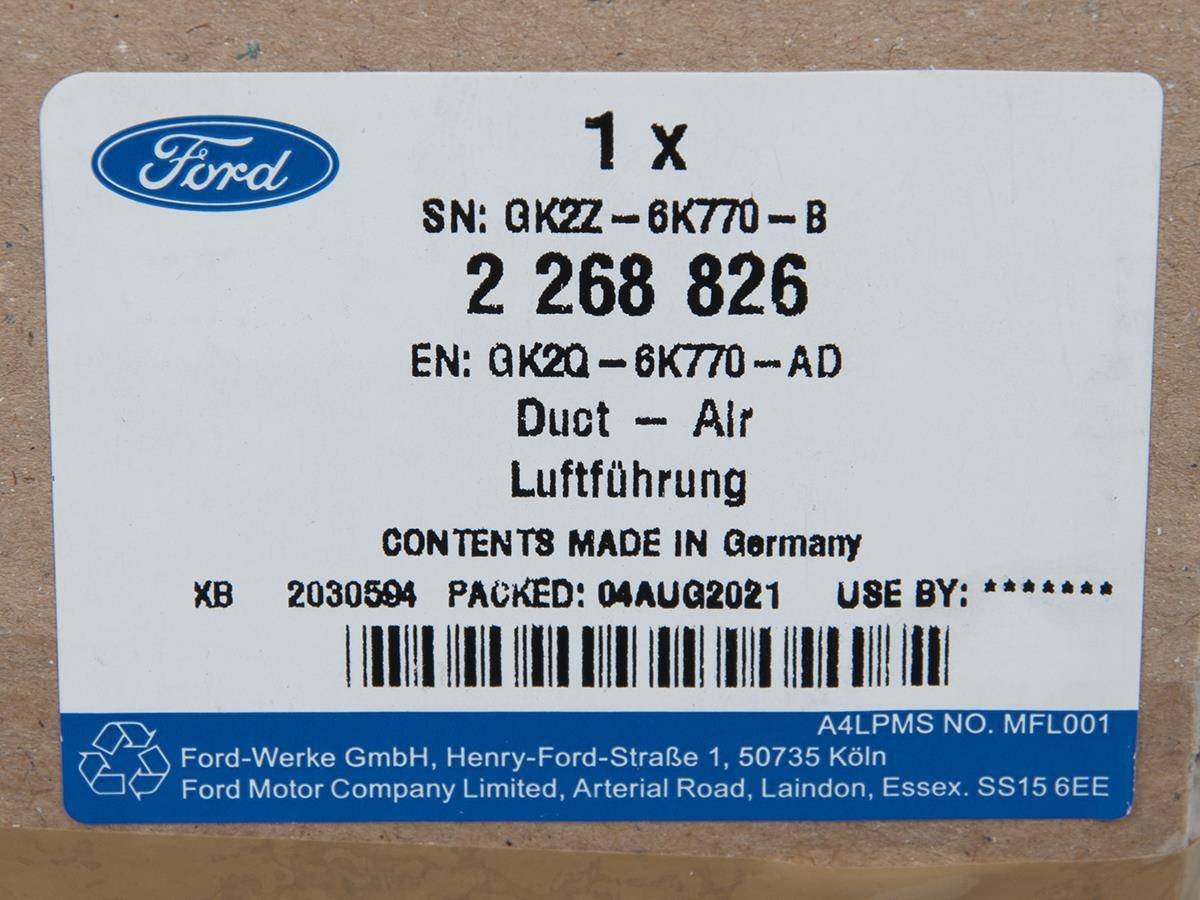 Ford
1 x
SN: GK2Z-6K770-B
2 268 826
EN: GK2Q-6K770-AD
Duct - Air
Luftführung
CONTENTS MADE IN Germany
XB 2030594 PACKED: 04AUG2021 USE BY: *******
A4LPMS NO. MFL001
Ford-Werke GmbH, Henry-Ford-Straße 1, 50735 Köln
Ford Motor Company Limited, Arterial Road, Laindon, Essex. SS15 6EE